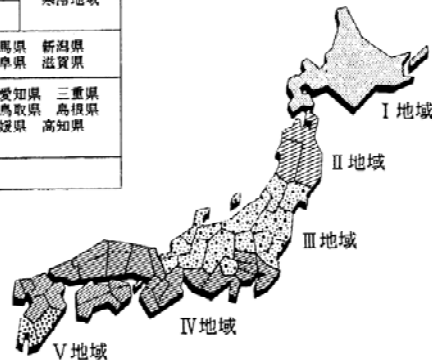 寒冷地域
馬県 新潟県
阜県 滋賀県
愛知県 三重県
鳥取県 島根県
媛県 高知県
Ⅰ地域
Ⅱ地域
Ⅲ地域
Ⅳ地域
Ⅴ地域